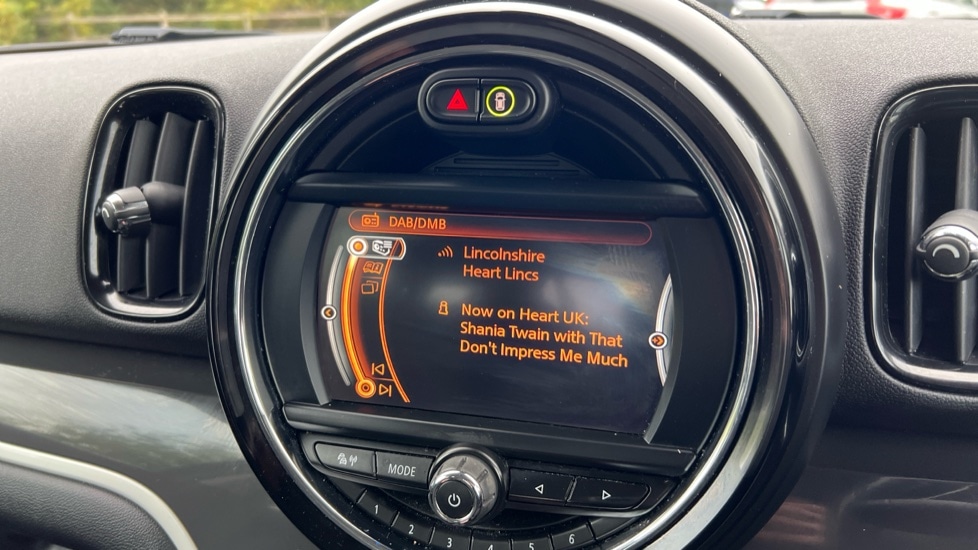 DAB/DMB
Lincolnshire
Heart Lincs
Now on Heart UK:
Shania Twain with That
Don't Impress Me Much
MODE
1 2 3 4 5 6